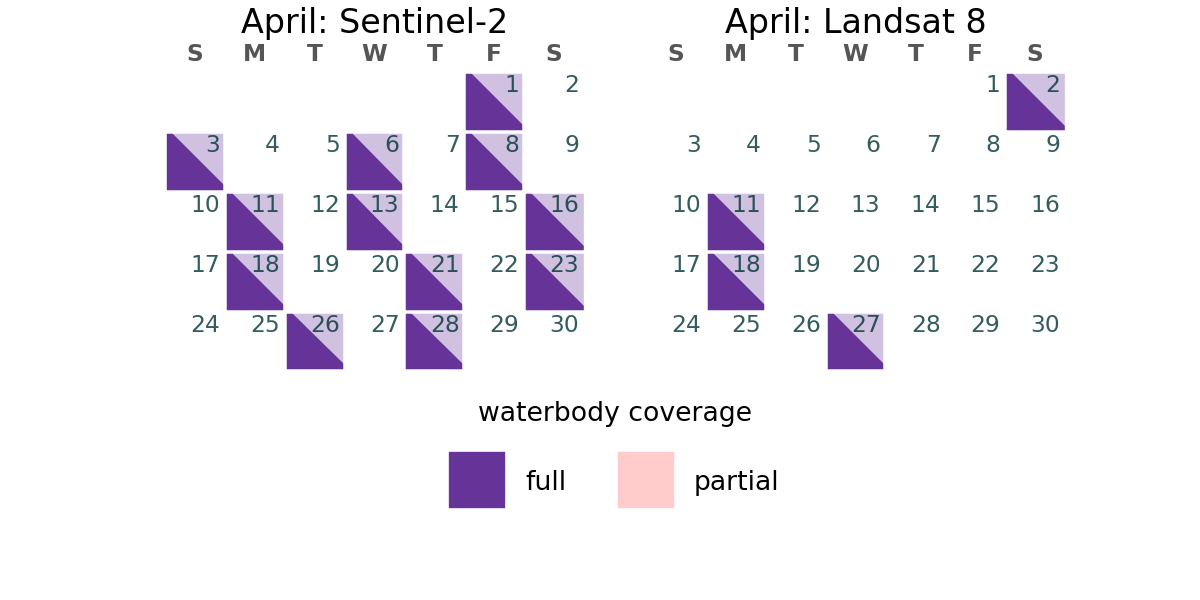 April: Sentinel-2
S M T W T F S
1 2
3 4 5 6 7 8 9
10 11 12 13 14 15 16
17 18 19 20 21 22 23
24 25 26 27 28 29 30
April: Landsat 8
S M T W T F S
1 2
3 4 5 6 7 8 9
10 11 12 13 14 15 16
17 18 19 20 21 22 23
24 25 26 27 28 29 30
waterbody coverage
full partial